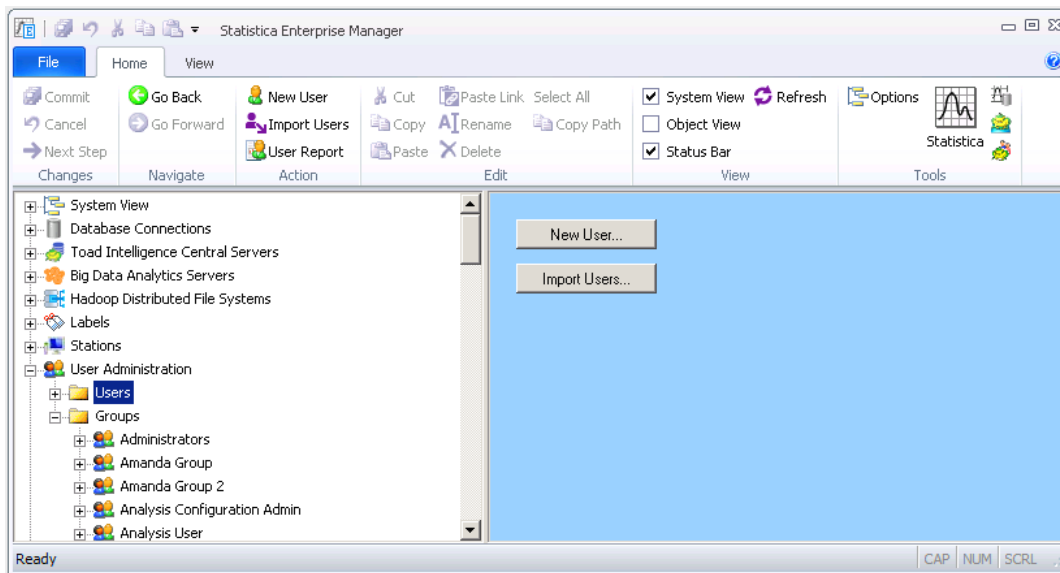 Statistica Enterprise Manager
File Home View
Commit Go Back New User Cut Paste Link Select All System View Refresh Options
Cancel Go Forward Import Users Copy Rename Copy Path Object View Statistica
Next Step User Report Paste Delete Status Bar
Changes Navigate Action Edit View Tools
System View
Database Connections
Toad Intelligence Central Servers
Big Data Analytics Servers
Hadoop Distributed File Systems
Labels
Stations
User Administration
Users
Groups
Administrators
Amanda Group
Amanda Group 2
Analysis Configuration Admin
Analysis User
New User...
Import Users...
Ready CAP NUM SCRL